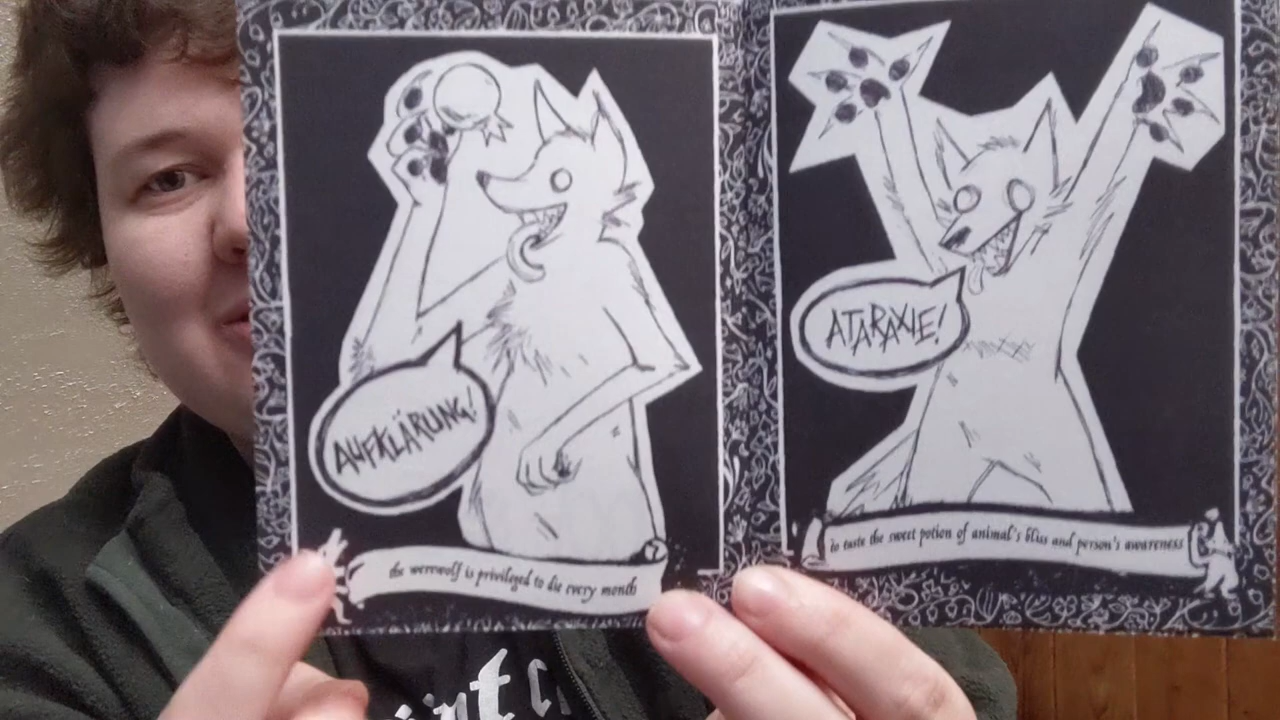 AUFKLÄRUNG!
the werewolf is privileged to die every month
ATARAXIE!
to taste the sweet potion of animal's bliss and person's awareness